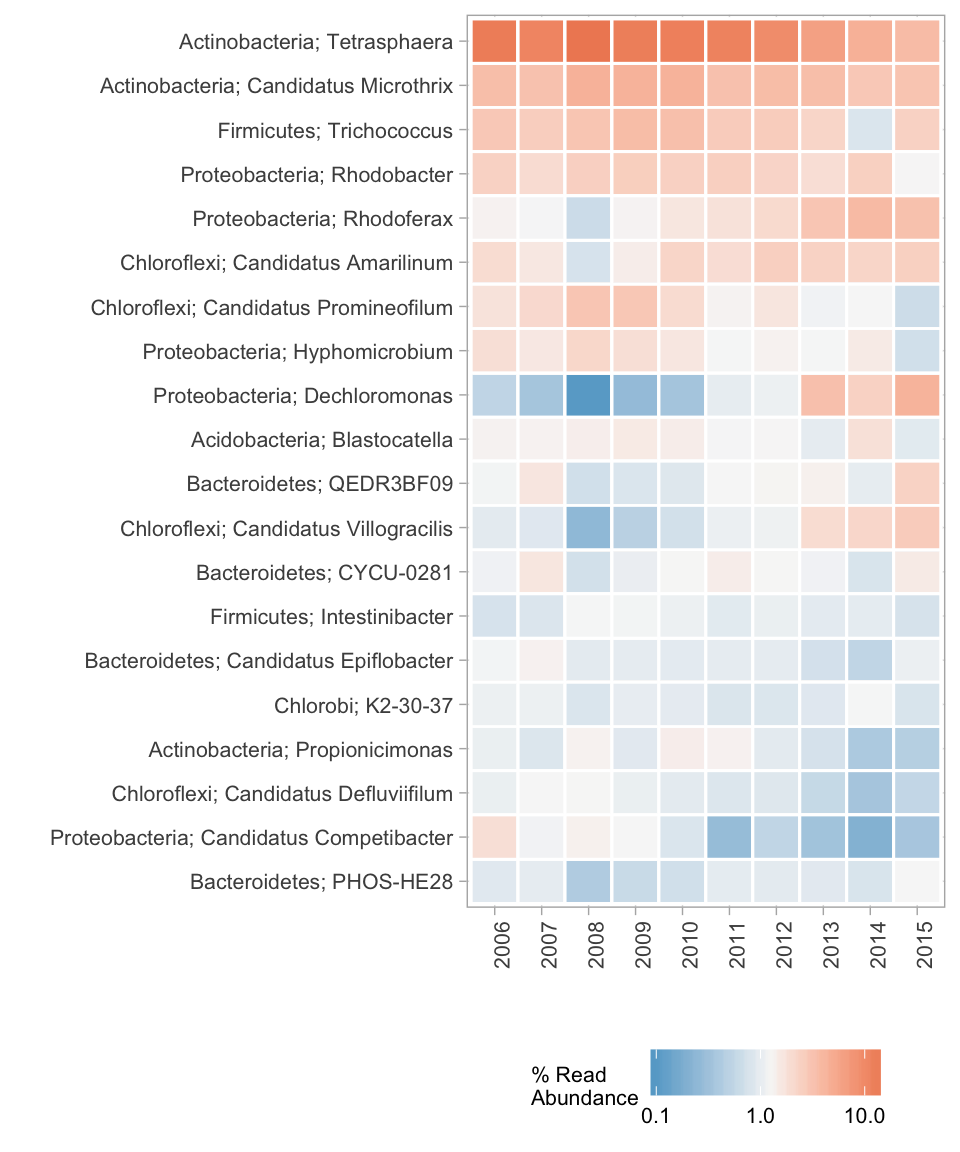 Actinobacteria; Tetrasphaera
Actinobacteria; Candidatus Microthrix
Firmicutes; Trichococcus
Proteobacteria; Rhodobacter
Proteobacteria; Rhodoferax
Chloroflexi; Candidatus Amarilinum
Chloroflexi; Candidatus Promineofilum
Proteobacteria; Hyphomicrobium
Proteobacteria; Dechloromonas
Acidobacteria; Blastocatella
Bacteroidetes; QEDR3BF09
Chloroflexi; Candidatus Villogracilis
Bacteroidetes; CYCU-0281
Firmicutes; Intestinibacter
Bacteroidetes; Candidatus Epiflobacter
Chlorobi; K2-30-37
Actinobacteria; Propionicimonas
Chloroflexi; Candidatus Defluviifilum
Proteobacteria; Candidatus Competibacter
Bacteroidetes; PHOS-HE28
2006
2007
2008
2009
2010
2011
2012
2013
2014
2015
% Read
Abundance
0.1 1.0 10.0